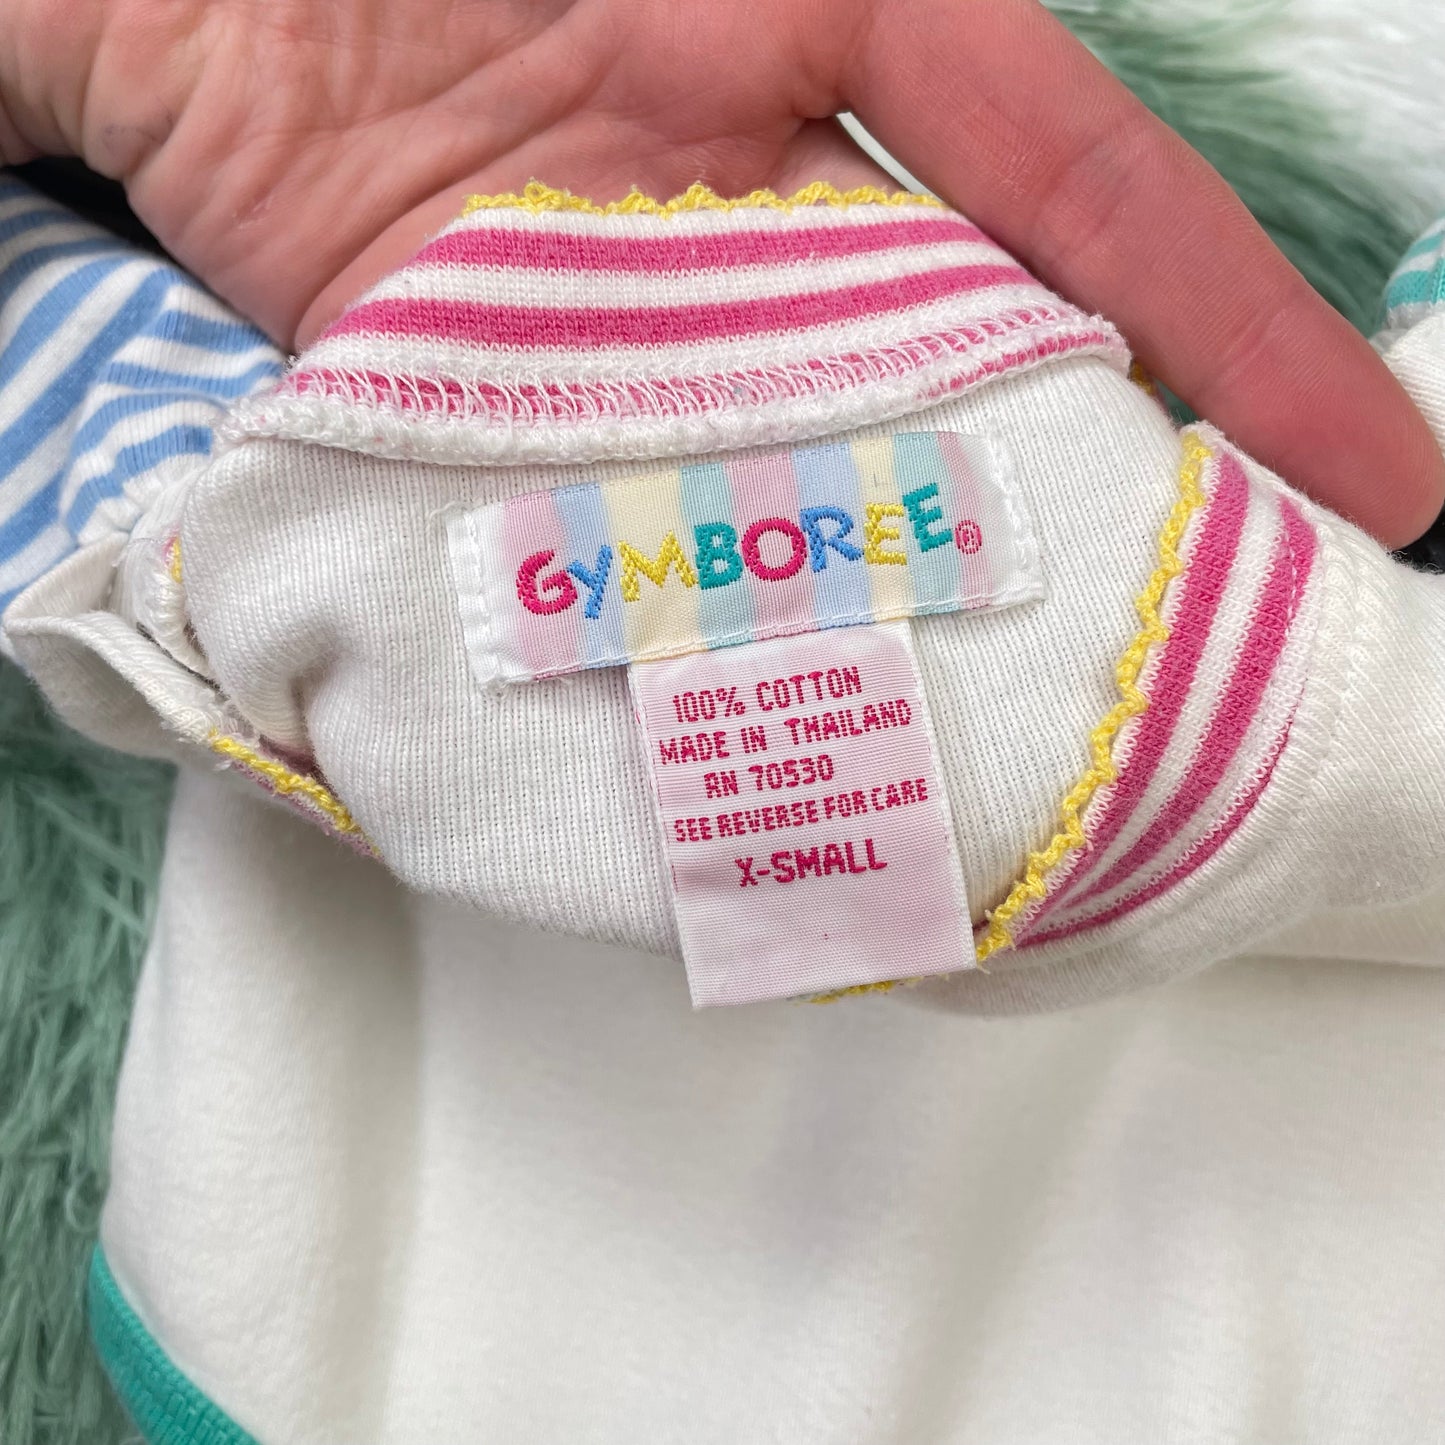 GYMBOREE®
100% COTTON
MADE IN THAILAND
RN 70530
SEE REVERSE FOR CARE
X-SMALL